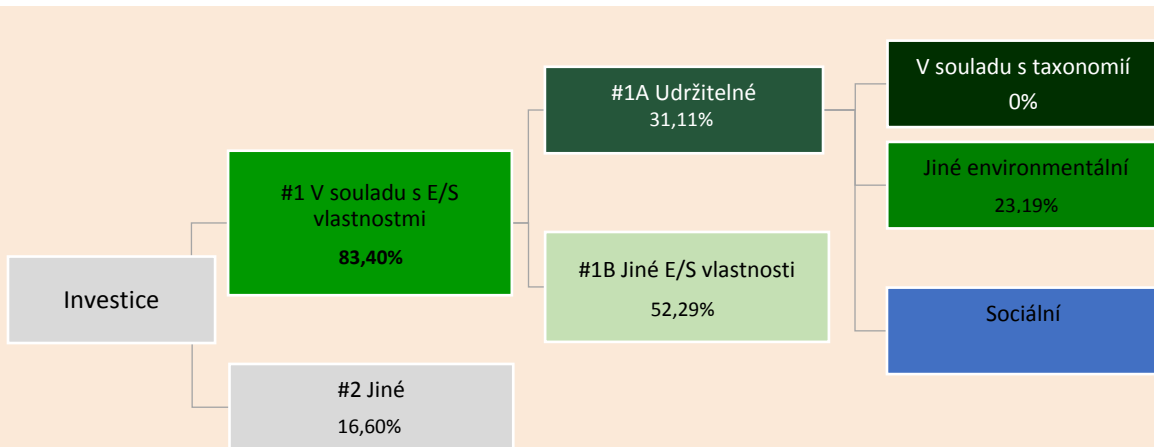 Investice
#1 V souladu s E/S
vlastnostmi
83,40%
#2 Jiné
16,60%
#1A Udržitelné
31,11%
#1B Jiné E/S vlastnosti
52,29%
V souladu s taxonomií
0%
Jiné environmentální
23,19%
Sociální